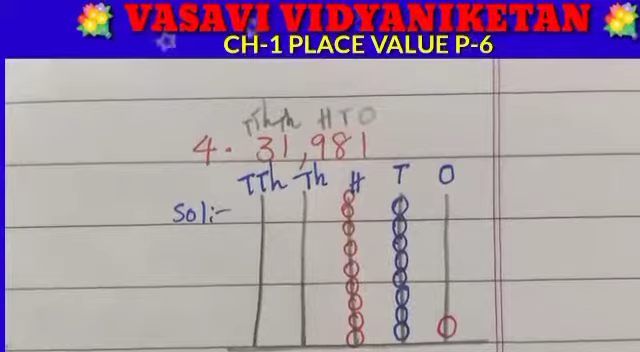 VASAVI VIDYANIKETAN
CH-1 PLACE VALUE P-6
TTh Th H T O
4. 31,981
TTh Th H T O
Sol:-